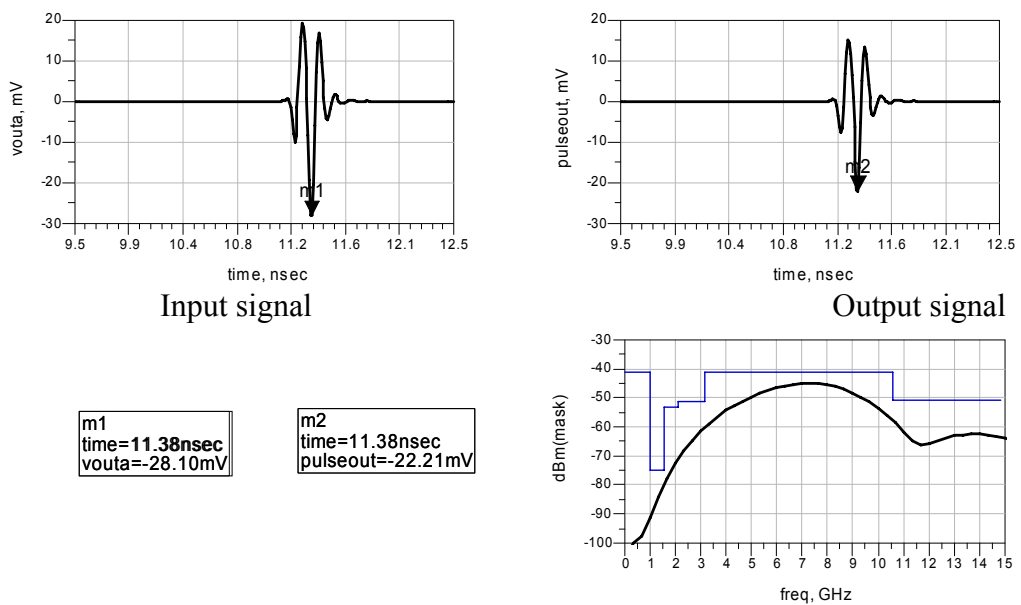 20
10
0
-10
-20
-30
vouta, mV
m1
9.5 9.9 10.4 10.8 11.2 11.6 12.1 12.5
time, nsec
Input signal
20
10
0
-10
-20
-30
pulseout, mV
m2
9.5 9.9 10.4 10.8 11.2 11.6 12.1 12.5
time, nsec
Output signal
m1
time=11.38nsec
vouta=-28.10mV
m2
time=11.38nsec
pulseout=-22.21mV
-30
-40
-50
-60
-70
-80
-90
-100
dBm(mask)
0 1 2 3 4 5 6 7 8 9 10 11 12 13 14 15
freq, GHz